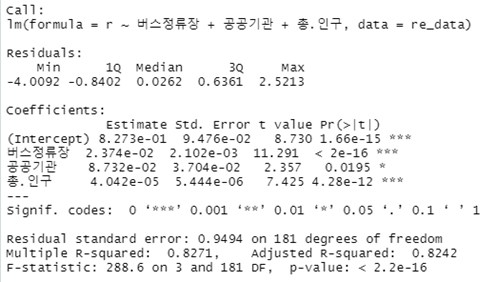 Call:
lm(formula = r ~ 버스정류장 + 공공기관 + 총.인구, data = re_data)
Residuals:
Min 1Q Median 3Q Max
-4.0092 -0.8402 0.0262 0.6361 2.5213
Coefficients:
Estimate Std. Error t value Pr(>|t|)
(Intercept) 8.273e-01 9.476e-02 8.730 1.66e-15 ***
버스정류장 2.374e-02 2.102e-03 11.291 < 2e-16 ***
공공기관 8.732e-02 3.704e-02 2.357 0.0195 *
총.인구 4.042e-05 5.444e-06 7.425 4.28e-12 ***
---
Signif. codes: 0 ‘***’ 0.001 ‘**’ 0.01 ‘*’ 0.05 ‘.’ 0.1 ‘ ’ 1
Residual standard error: 0.9494 on 181 degrees of freedom
Multiple R-squared: 0.8271, Adjusted R-squared: 0.8242
F-statistic: 288.6 on 3 and 181 DF, p-value: < 2.2e-16